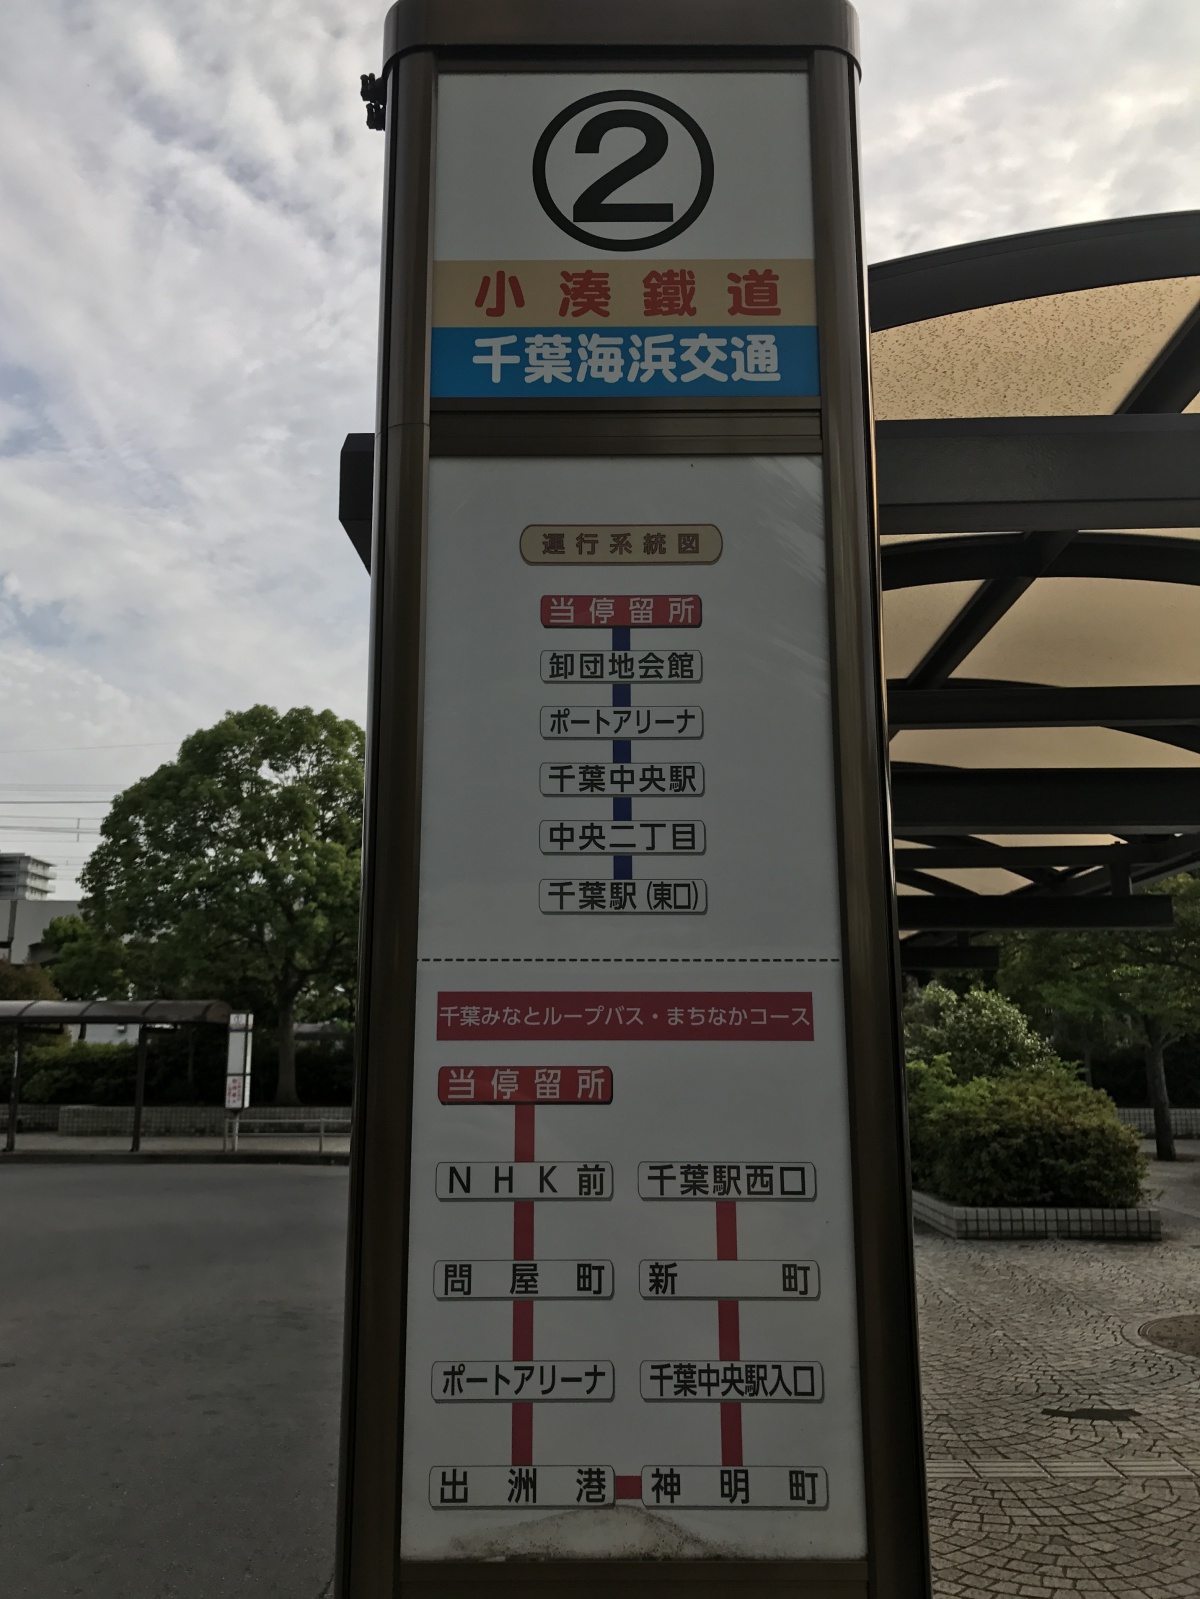 ②
小湊鐵道
千葉海浜交通
運行系統図
当停留所
卸団地会館
ポートアリーナ
千葉中央駅
中央二丁目
千葉駅(東口)
千葉みなとループバス・まちなかコース
当停留所
NHK前
問屋町
ポートアリーナ
出洲港
千葉駅西口
新町
千葉中央駅入口
神明町